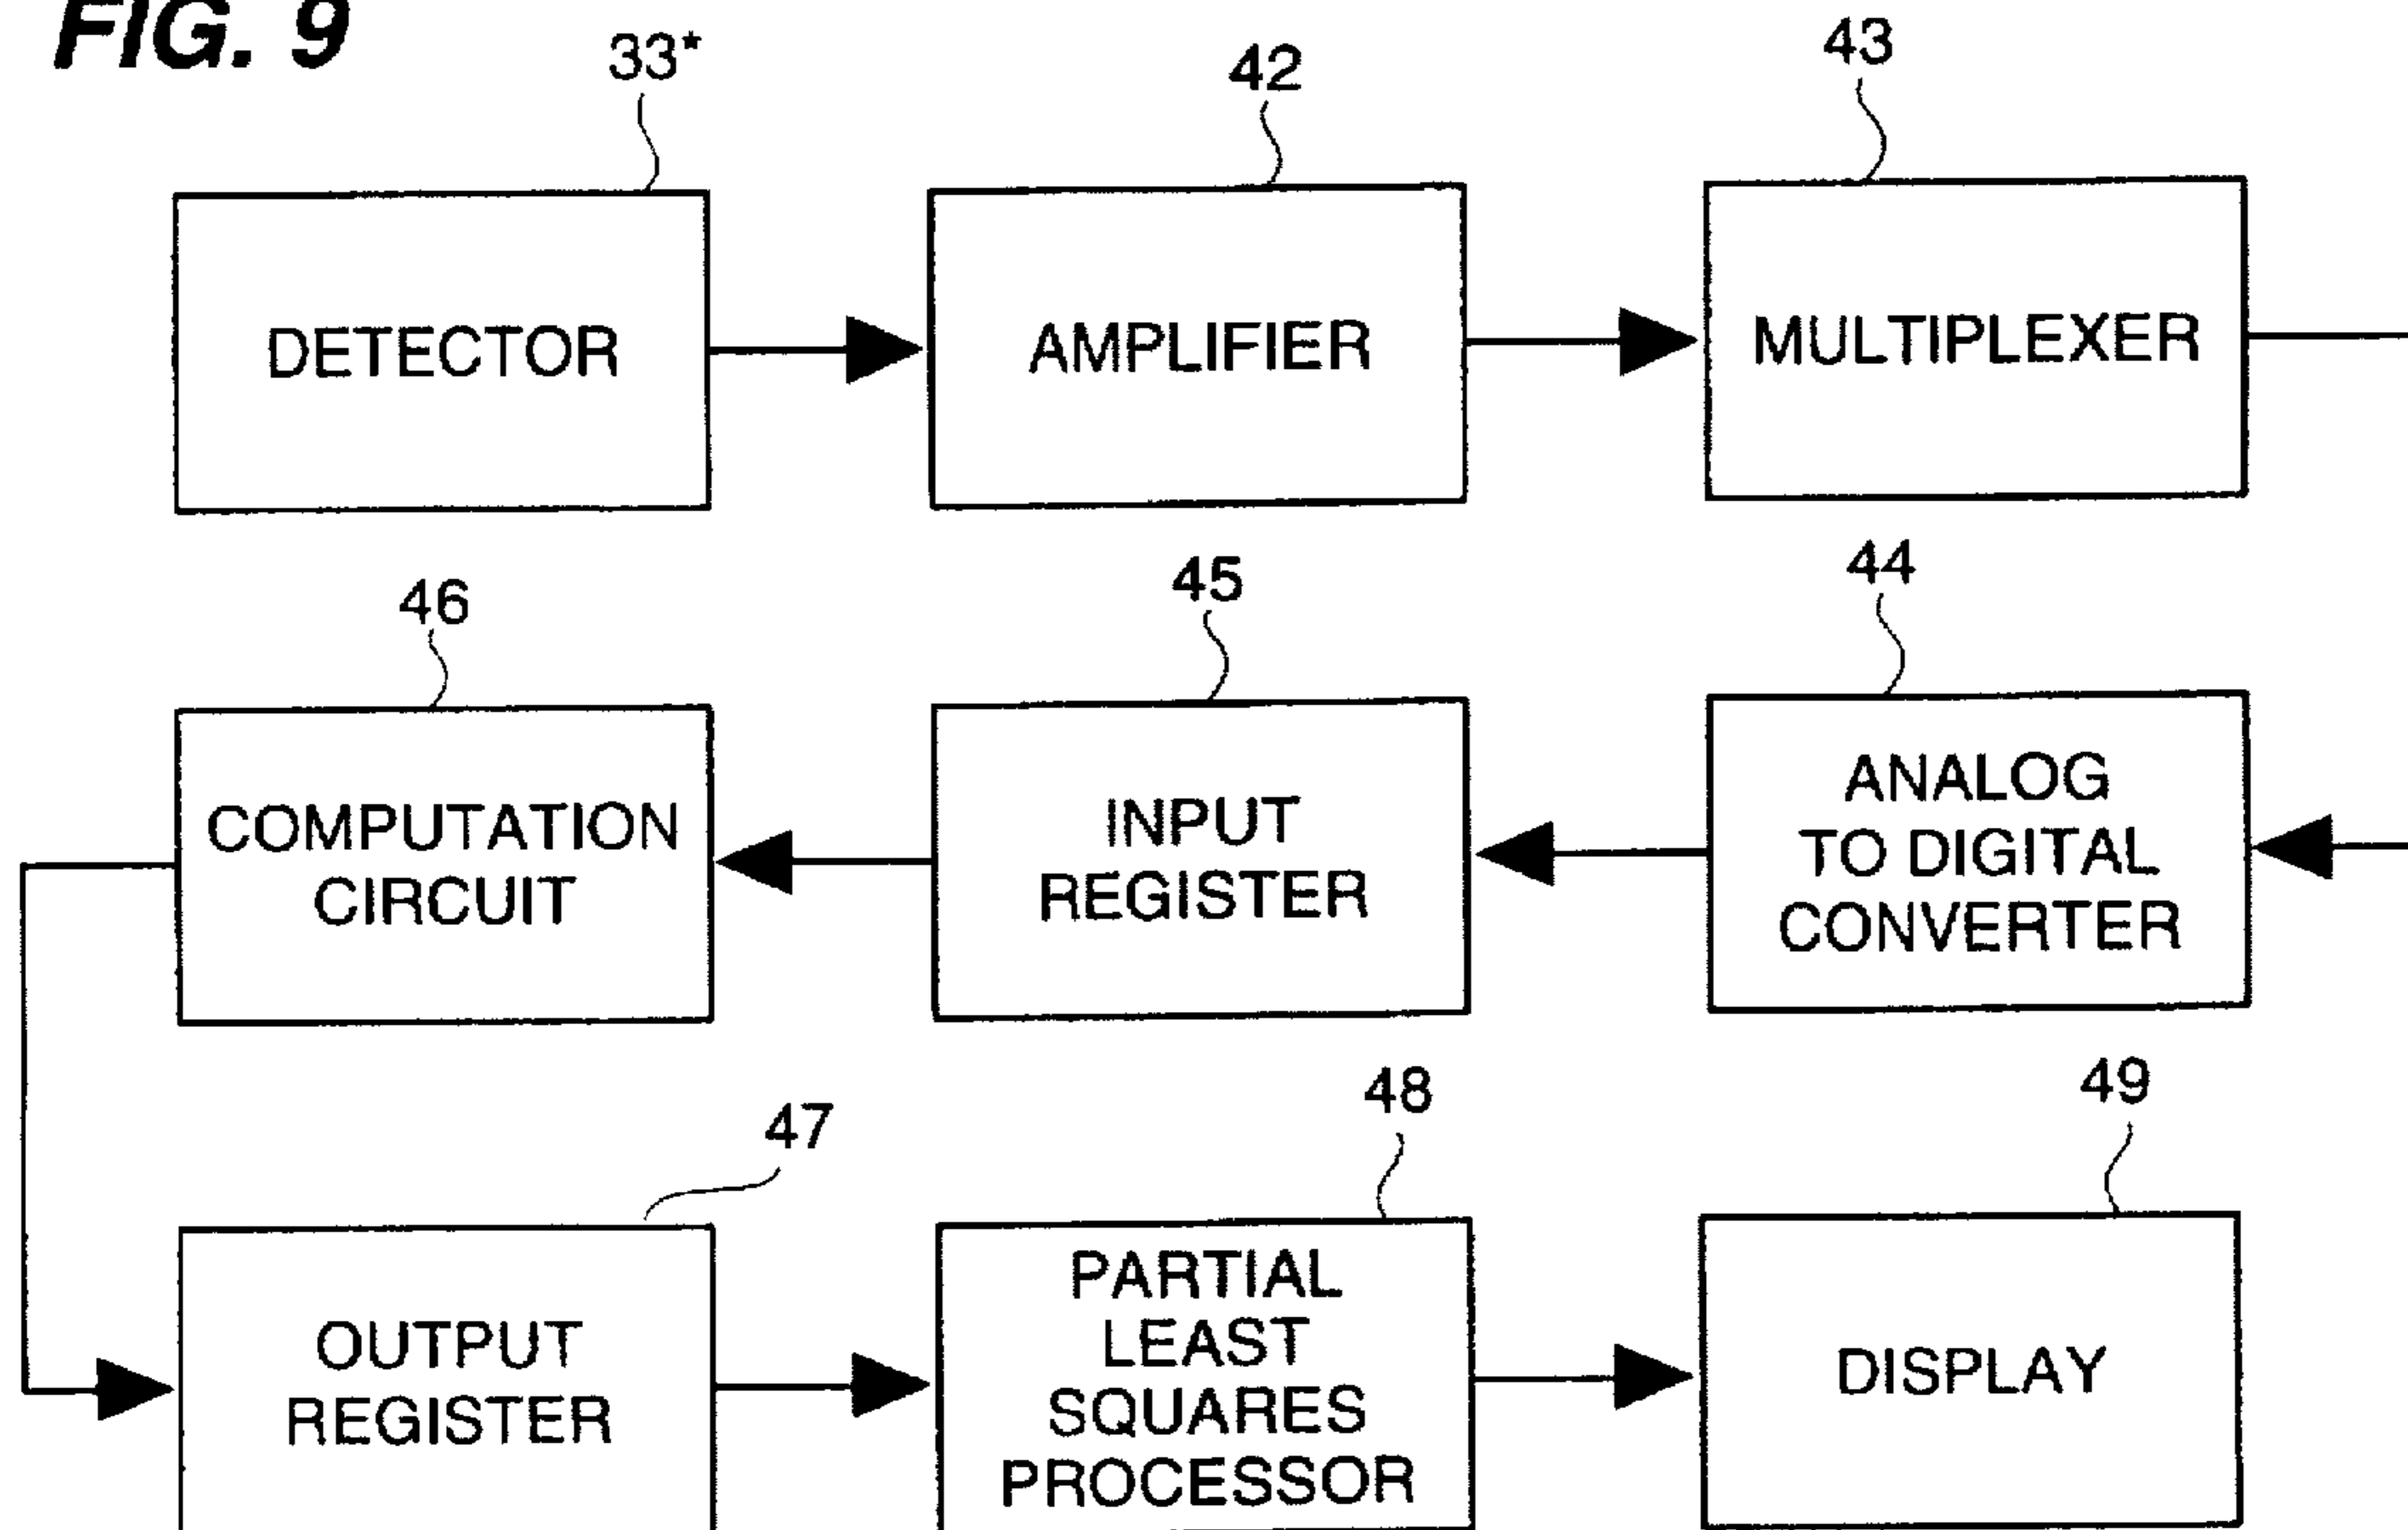 FIG. 9
33*
42
43
DETECTOR
AMPLIFIER
MULTIPLEXER
46
45
44
COMPUTATION
CIRCUIT
INPUT
REGISTER
ANALOG
TO DIGITAL
CONVERTER
47
48
49
OUTPUT
REGISTER
PARTIAL
LEAST
SQUARES
PROCESSOR
DISPLAY